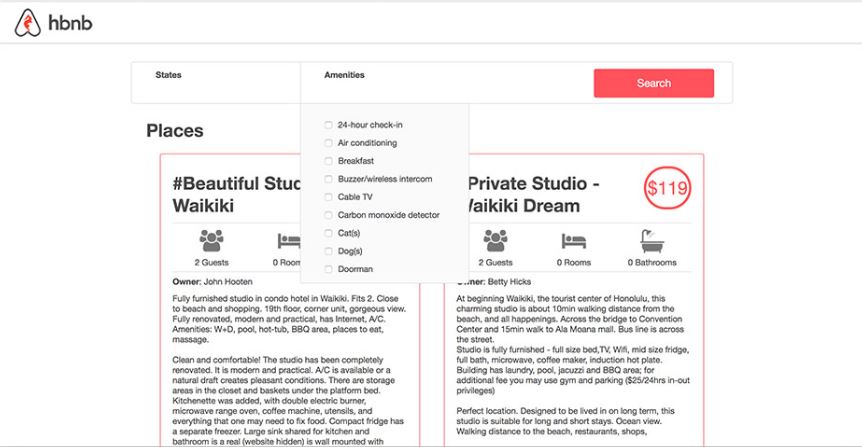 hbnb
States
Amenities
Search
24-hour check-in
Air conditioning
Breakfast
Buzzer/wireless intercom
Cable TV
Carbon monoxide detector
Cat(s)
Dog(s)
Doorman
Places
#Beautiful Stud
Waikiki
2 Guests
0 Room
Owner: John Hooten
Fully furnished studio in condo hotel in Waikiki. Fits 2. Close
to beach and shopping. 19th floor, corner unit, gorgeous view.
Fully renovated, modern and practical, has Internet, A/C.
Amenities: W+D, pool, hot-tub, BBQ area, places to eat,
massage.
Clean and comfortable! The studio has been completely
renovated. It is modern and practical. A/C is available or a
natural draft creates pleasant conditions. There are storage
areas in the closet and baskets under the platform bed.
Kitchenette was added, with double electric burner,
microwave range oven, coffee machine, utensils, and
everything that one may need to fix food. Compact fridge has
a separate freezer. Large sink shared for kitchen and
bathroom is a real (website hidden) is wall mounted with
Private Studio -
Waikiki Dream
$119
2 Guests
0 Rooms
0 Bathrooms
Owner: Betty Hicks
At beginning Waikiki, the tourist center of Honolulu, this
charming studio is about 10min walking distance from the
beach, and all happenings. Across the bridge to Convention
Center and 15min walk to Ala Moana mall. Bus line is across
the street.
Studio is fully furnished - full size bed,TV, Wifi, mid size fridge,
full bath, microwave, coffee maker, induction hot plate.
Building has laundry, pool, jacuzzi and BBQ area; for
additional fee you may use gym and parking ($25/24hrs in-out
privileges)
Perfect location. Designed to be lived in on long term, this
studio is suitable for long and short stays. Ocean view.
Walking distance to the beach, restaurants, shops,